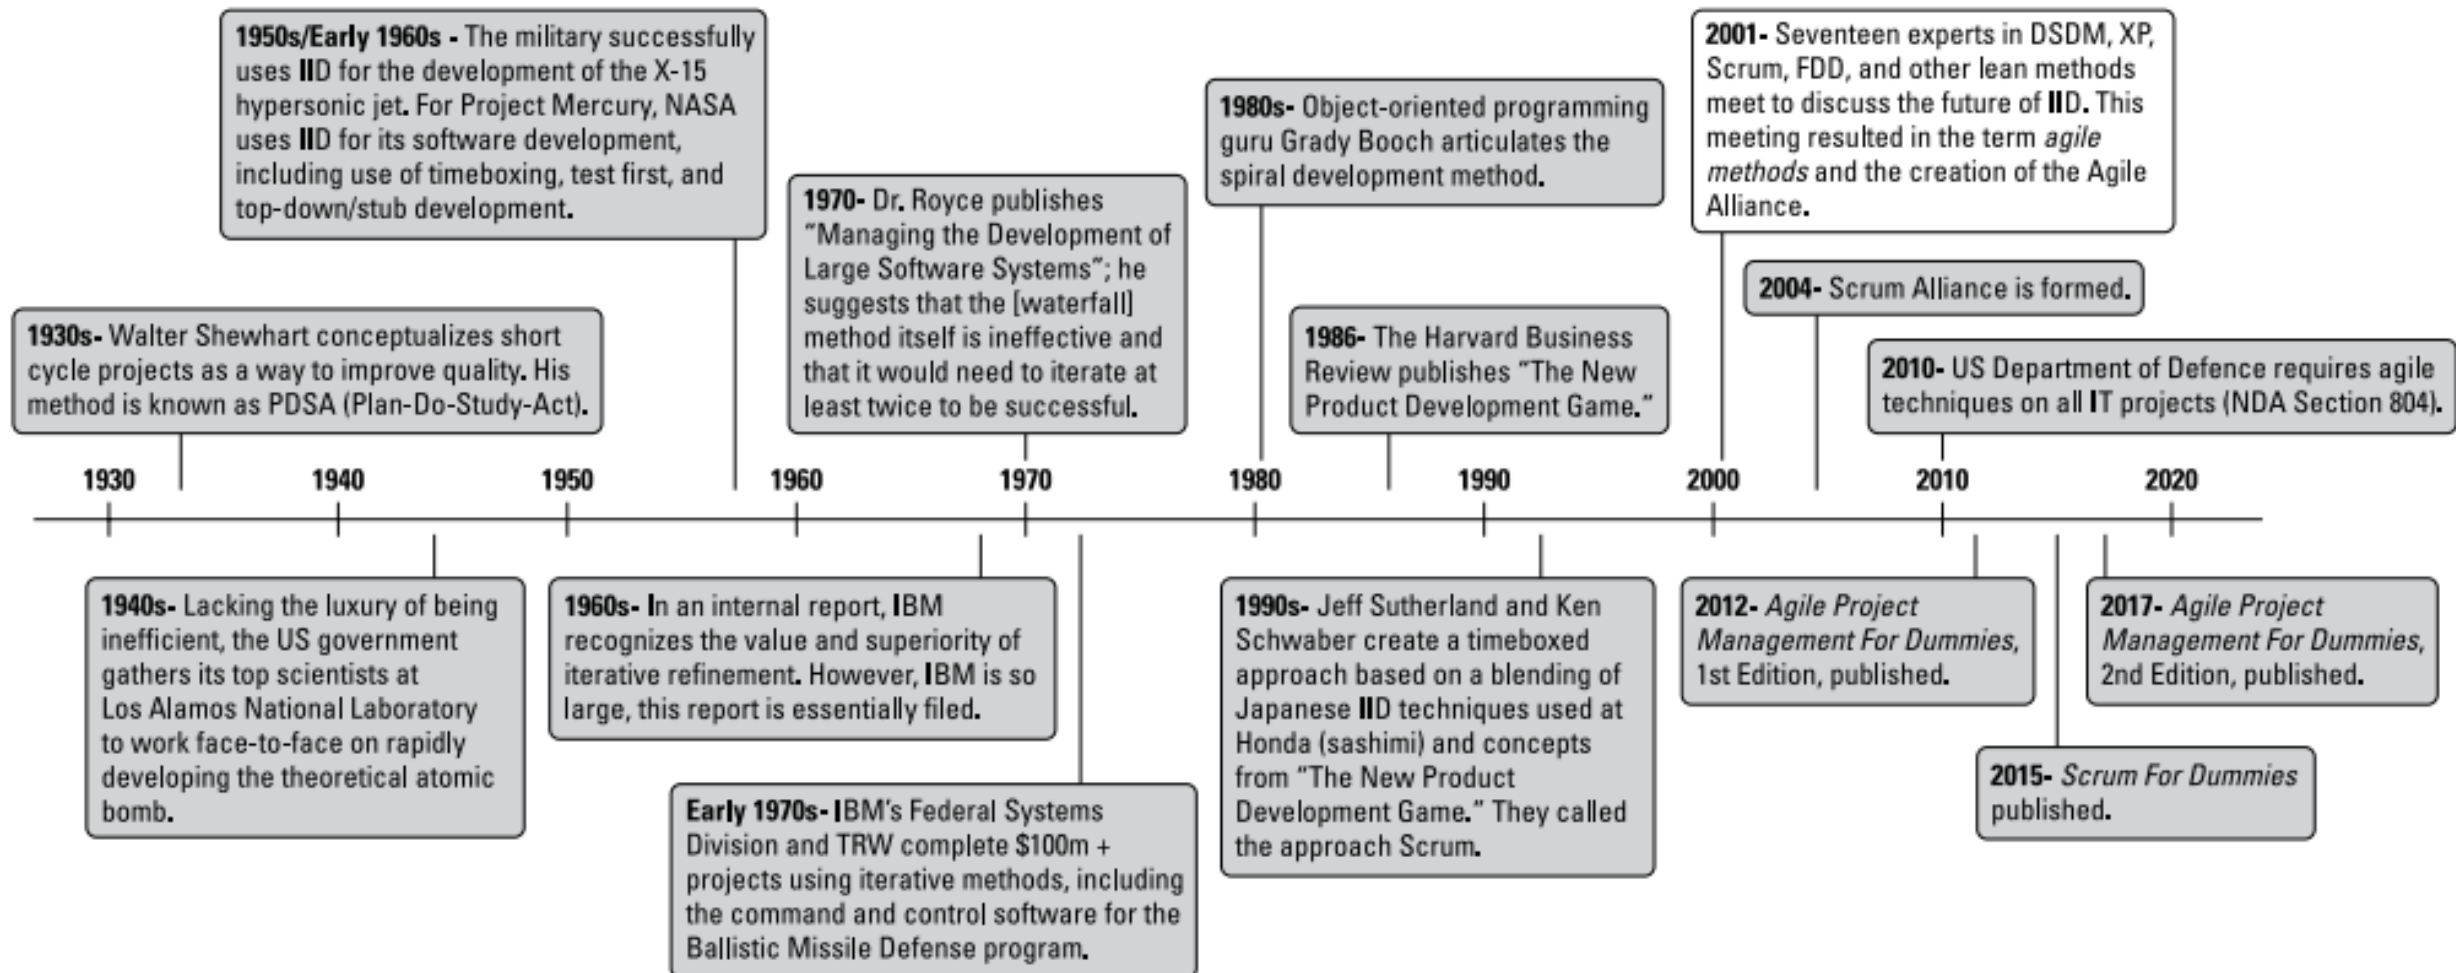 1950s/Early 1960s - The military successfully
uses IID for the development of the X-15
hypersonic jet. For Project Mercury, NASA
uses IID for its software development,
including use of timeboxing, test first, and
top-down/stub development.
2001- Seventeen experts in DSDM, XP,
Scrum, FDD, and other lean methods
meet to discuss the future of IID. This
meeting resulted in the term agile
methods and the creation of the Agile
Alliance.
1980s- Object-oriented programming
guru Grady Booch articulates the
spiral development method.
1970- Dr. Royce publishes
“Managing the Development of
Large Software Systems”; he
suggests that the [waterfall]
method itself is ineffective and
that it would need to iterate at
least twice to be successful.
2004- Scrum Alliance is formed.
1930s- Walter Shewhart conceptualizes short
cycle projects as a way to improve quality. His
method is known as PDSA (Plan-Do-Study-Act).
1986- The Harvard Business
Review publishes “The New
Product Development Game.”
2010- US Department of Defence requires agile
techniques on all IT projects (NDA Section 804).
1930 1940 1950 1960 1970 1980 1990 2000 2010 2020
1940s- Lacking the luxury of being
inefficient, the US government
gathers its top scientists at
Los Alamos National Laboratory
to work face-to-face on rapidly
developing the theoretical atomic
bomb.
1960s- In an internal report, IBM
recognizes the value and superiority of
iterative refinement. However, IBM is so
large, this report is essentially filed.
Early 1970s- IBM’s Federal Systems
Division and TRW complete $100m +
projects using iterative methods, including
the command and control software for the
Ballistic Missile Defense program.
1990s- Jeff Sutherland and Ken
Schwaber create a timeboxed
approach based on a blending of
Japanese IID techniques used at
Honda (sashimi) and concepts
from “The New Product
Development Game.” They called
the approach Scrum.
2012- Agile Project
Management For Dummies,
1st Edition, published.
2017- Agile Project
Management For Dummies,
2nd Edition, published.
2015- Scrum For Dummies
published.